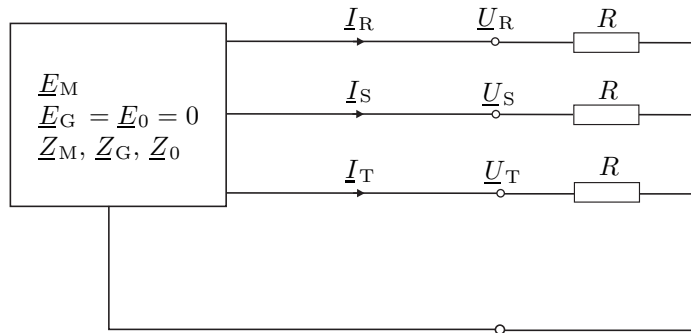 I_R U_R R
E_M
E_G = E_0 = 0
Z_M, Z_G, Z_0
I_S U_S R
I_T U_T R